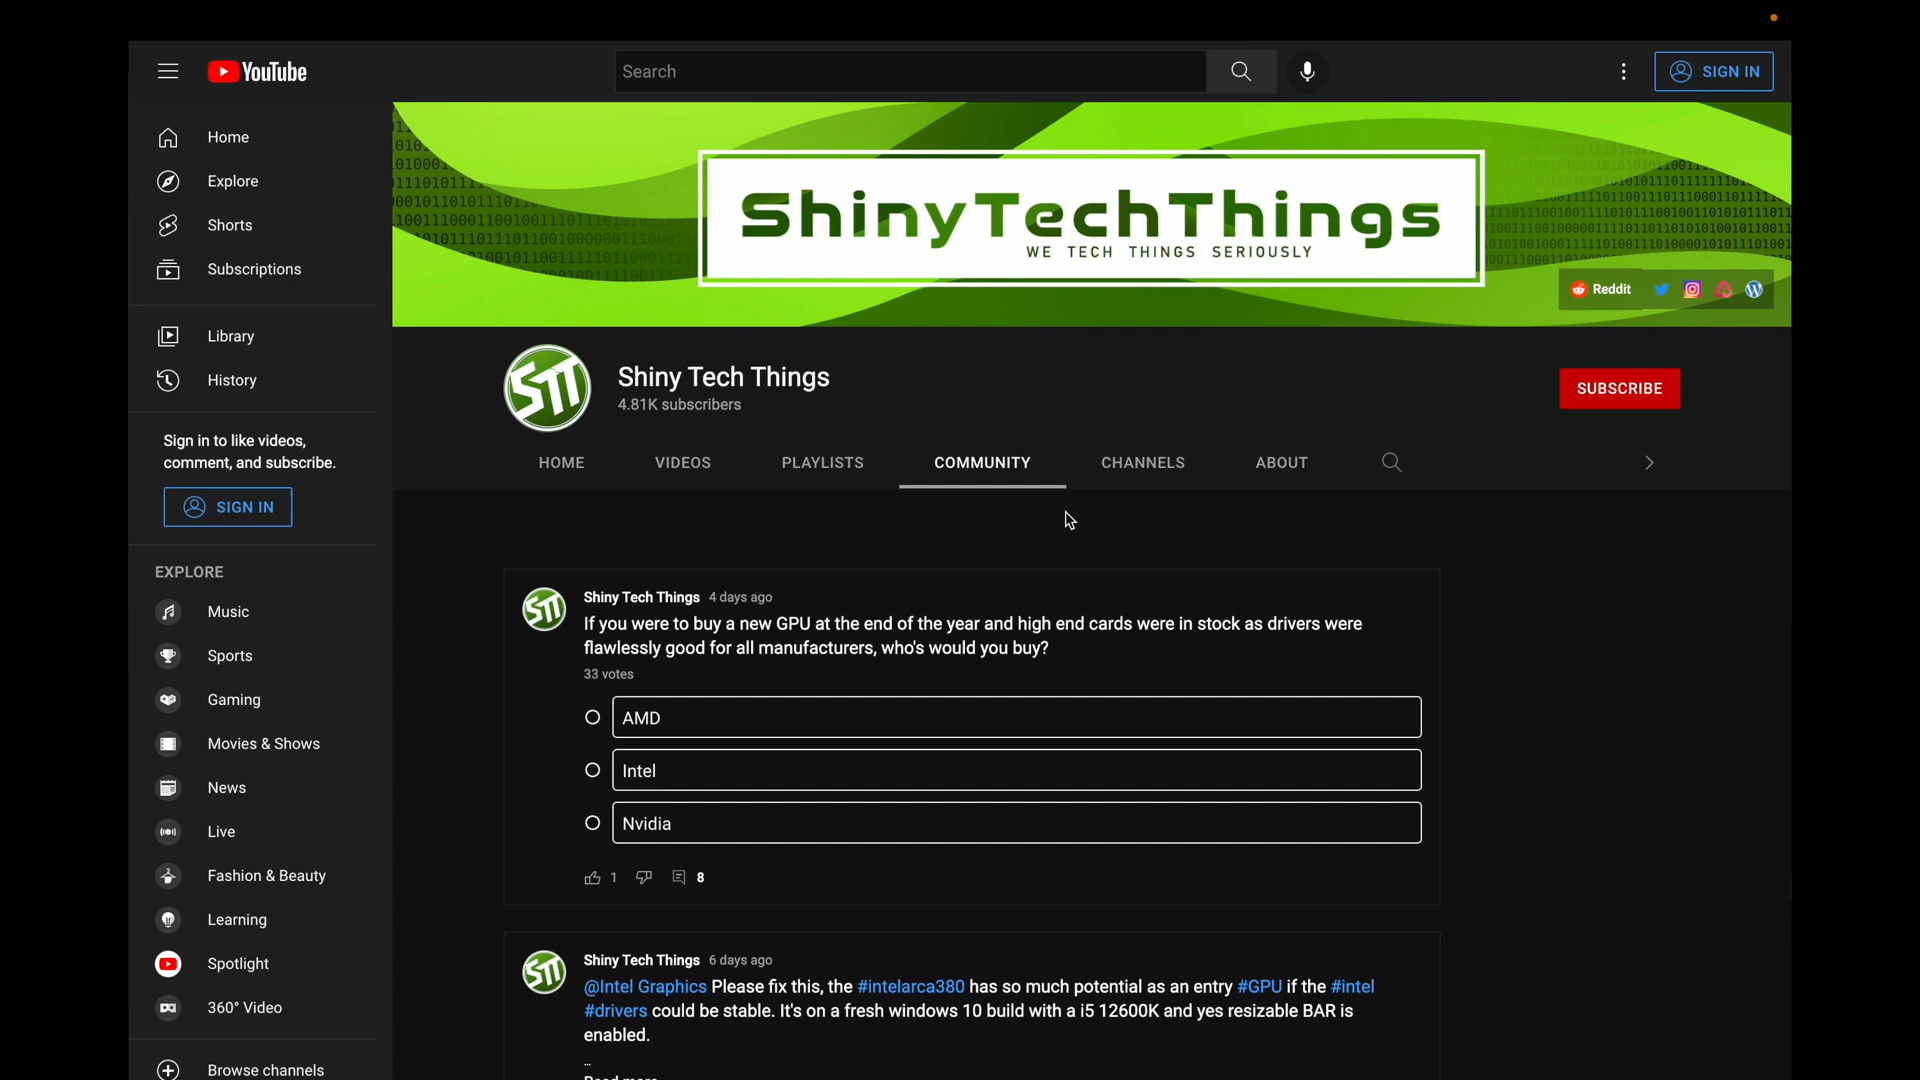 YouTube
Search
SIGN IN
Home
Explore
Shorts
Subscriptions
Library
History
Sign in to like videos,
comment, and subscribe.
SIGN IN
EXPLORE
Music
Sports
Gaming
Movies & Shows
News
Live
Fashion & Beauty
Learning
Spotlight
360° Video
Browse channels
ShinyTechThings
WE TECH THINGS SERIOUSLY
Reddit
STT
Shiny Tech Things
4.81K subscribers
SUBSCRIBE
HOME VIDEOS PLAYLISTS COMMUNITY CHANNELS ABOUT
STT
Shiny Tech Things 4 days ago
If you were to buy a new GPU at the end of the year and high end cards were in stock as drivers were
flawlessly good for all manufacturers, who's would you buy?
33 votes
AMD
Intel
Nvidia
1 8
STT
Shiny Tech Things 6 days ago
@Intel Graphics Please fix this, the #intelarca380 has so much potential as an entry #GPU if the #intel
#drivers could be stable. It's on a fresh windows 10 build with a i5 12600K and yes resizable BAR is
enabled.
...
Read more